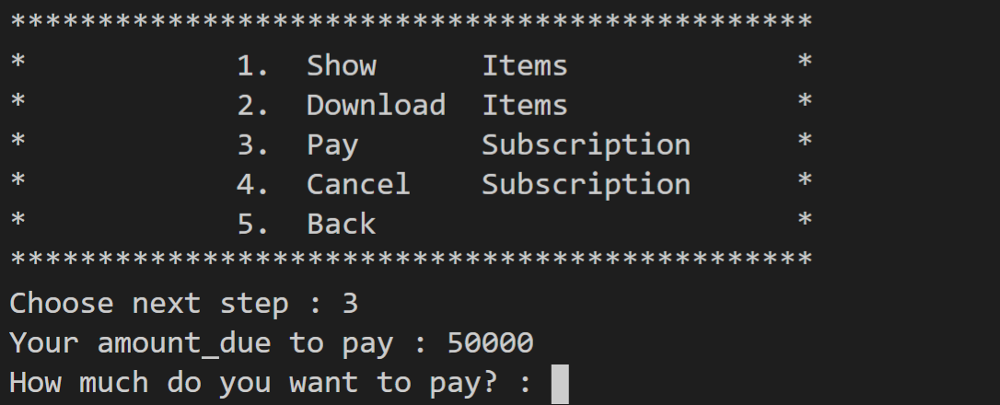 **********************************************
*            1.  Show      Items             *
*            2.  Download  Items             *
*            3.  Pay       Subscription      *
*            4.  Cancel    Subscription      *
*            5.  Back                        *
**********************************************
Choose next step : 3
Your amount_due to pay : 50000
How much do you want to pay? :